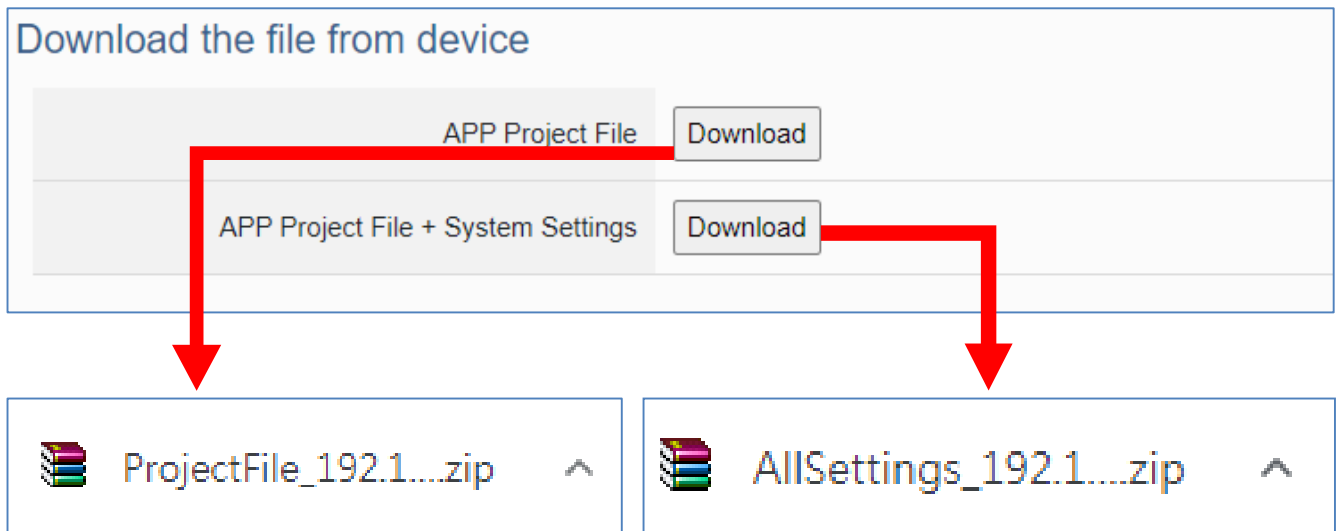 Download the file from device
APP Project File Download
APP Project File + System Settings Download
ProjectFile_192.1....zip
AllSettings_192.1.....zip